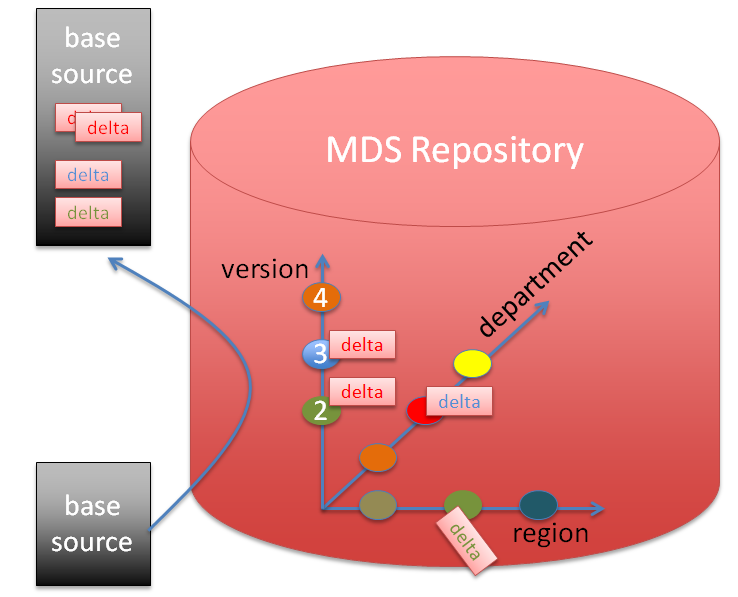 base
source
delta
delta
delta
MDS Repository
version
department
4
3
delta
2
delta
delta
delta
region
base
source